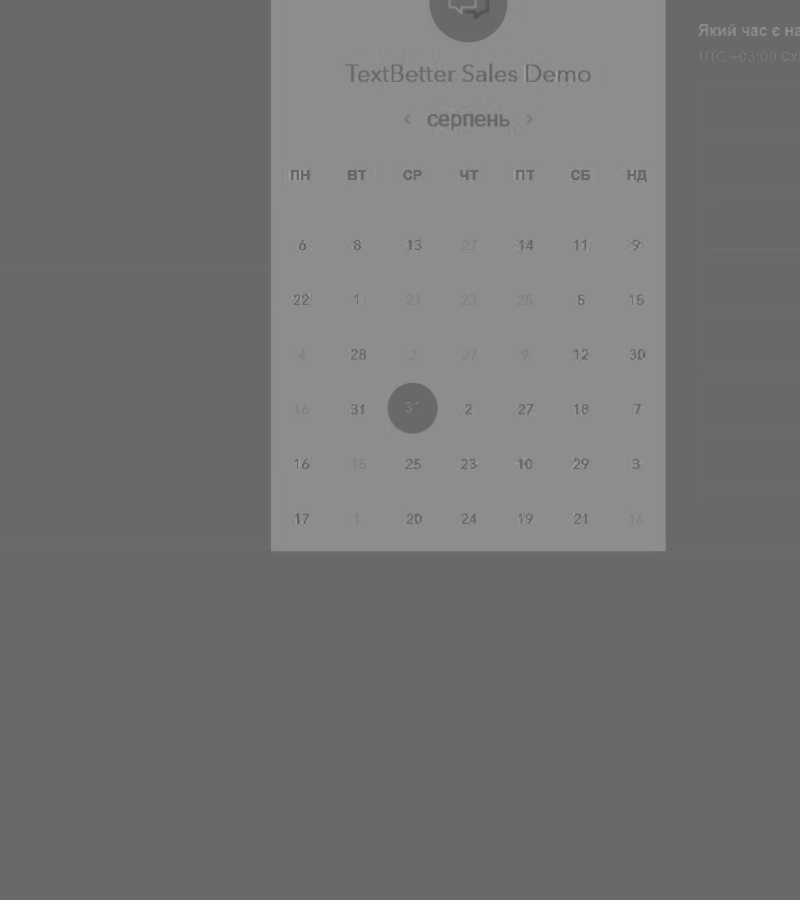 Який час є на
UTC +03:00 Схі
TextBetter Sales Demo
‹ серпень ›
ПН ВТ СР ЧТ ПТ СБ НД
6 8 13 27 14 11 9
22 1 21 23 25 5 15
4 28 2 27 9 12 30
16 31 31 2 27 18 7
16 15 25 23 10 29 3
17 1 20 24 19 21 16